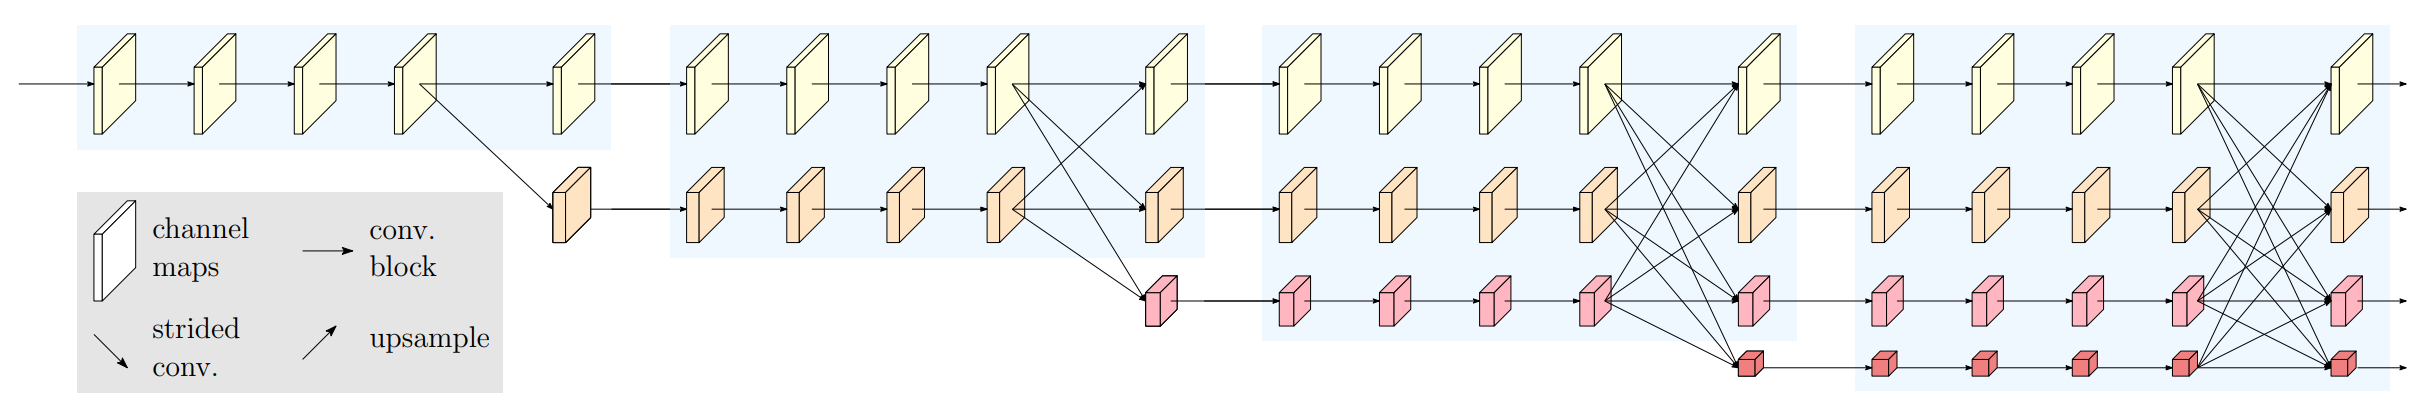 channel
maps
conv.
block
strided
conv.
upsample